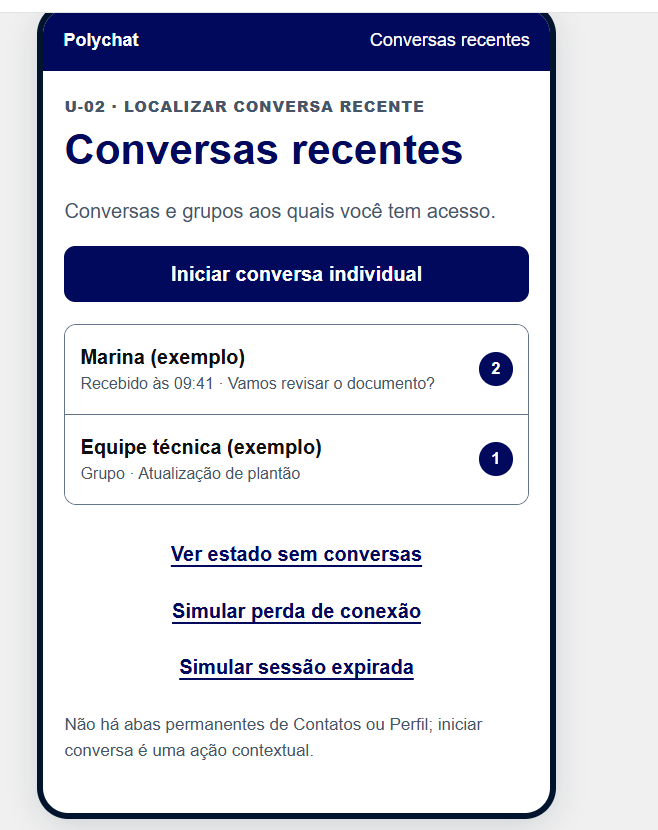 Polychat
Conversas recentes
U-02 · LOCALIZAR CONVERSA RECENTE
Conversas recentes
Conversas e grupos aos quais você tem acesso.
Iniciar conversa individual
Marina (exemplo)
Recebido às 09:41 · Vamos revisar o documento?
2
Equipe técnica (exemplo)
Grupo · Atualização de plantão
1
Ver estado sem conversas
Simular perda de conexão
Simular sessão expirada
Não há abas permanentes de Contatos ou Perfil; iniciar
conversa é uma ação contextual.